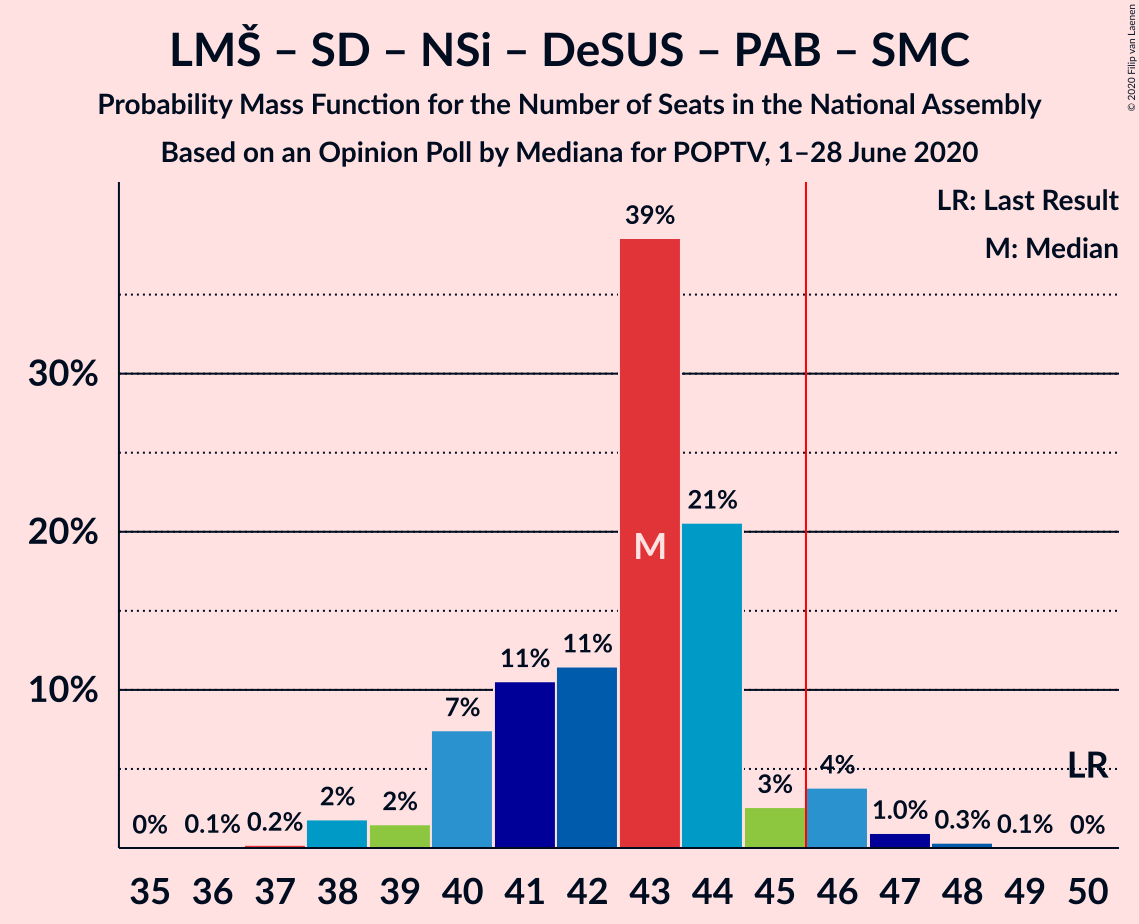 LMŠ – SD – NSi – DeSUS – PAB – SMC
Probability Mass Function for the Number of Seats in the National Assembly
Based on an Opinion Poll by Mediana for POPTV, 1–28 June 2020
© 2020 Filip van Laenen
LR: Last Result
M: Median
39%
30%
21%
20%
M
11%
11%
10%
7%
LR
4%
3%
2%
2%
1.0%
0.3%
0.2%
0.1%
0.1%
0%
0%
35 36 37 38 39 40 41 42 43 44 45 46 47 48 49 50